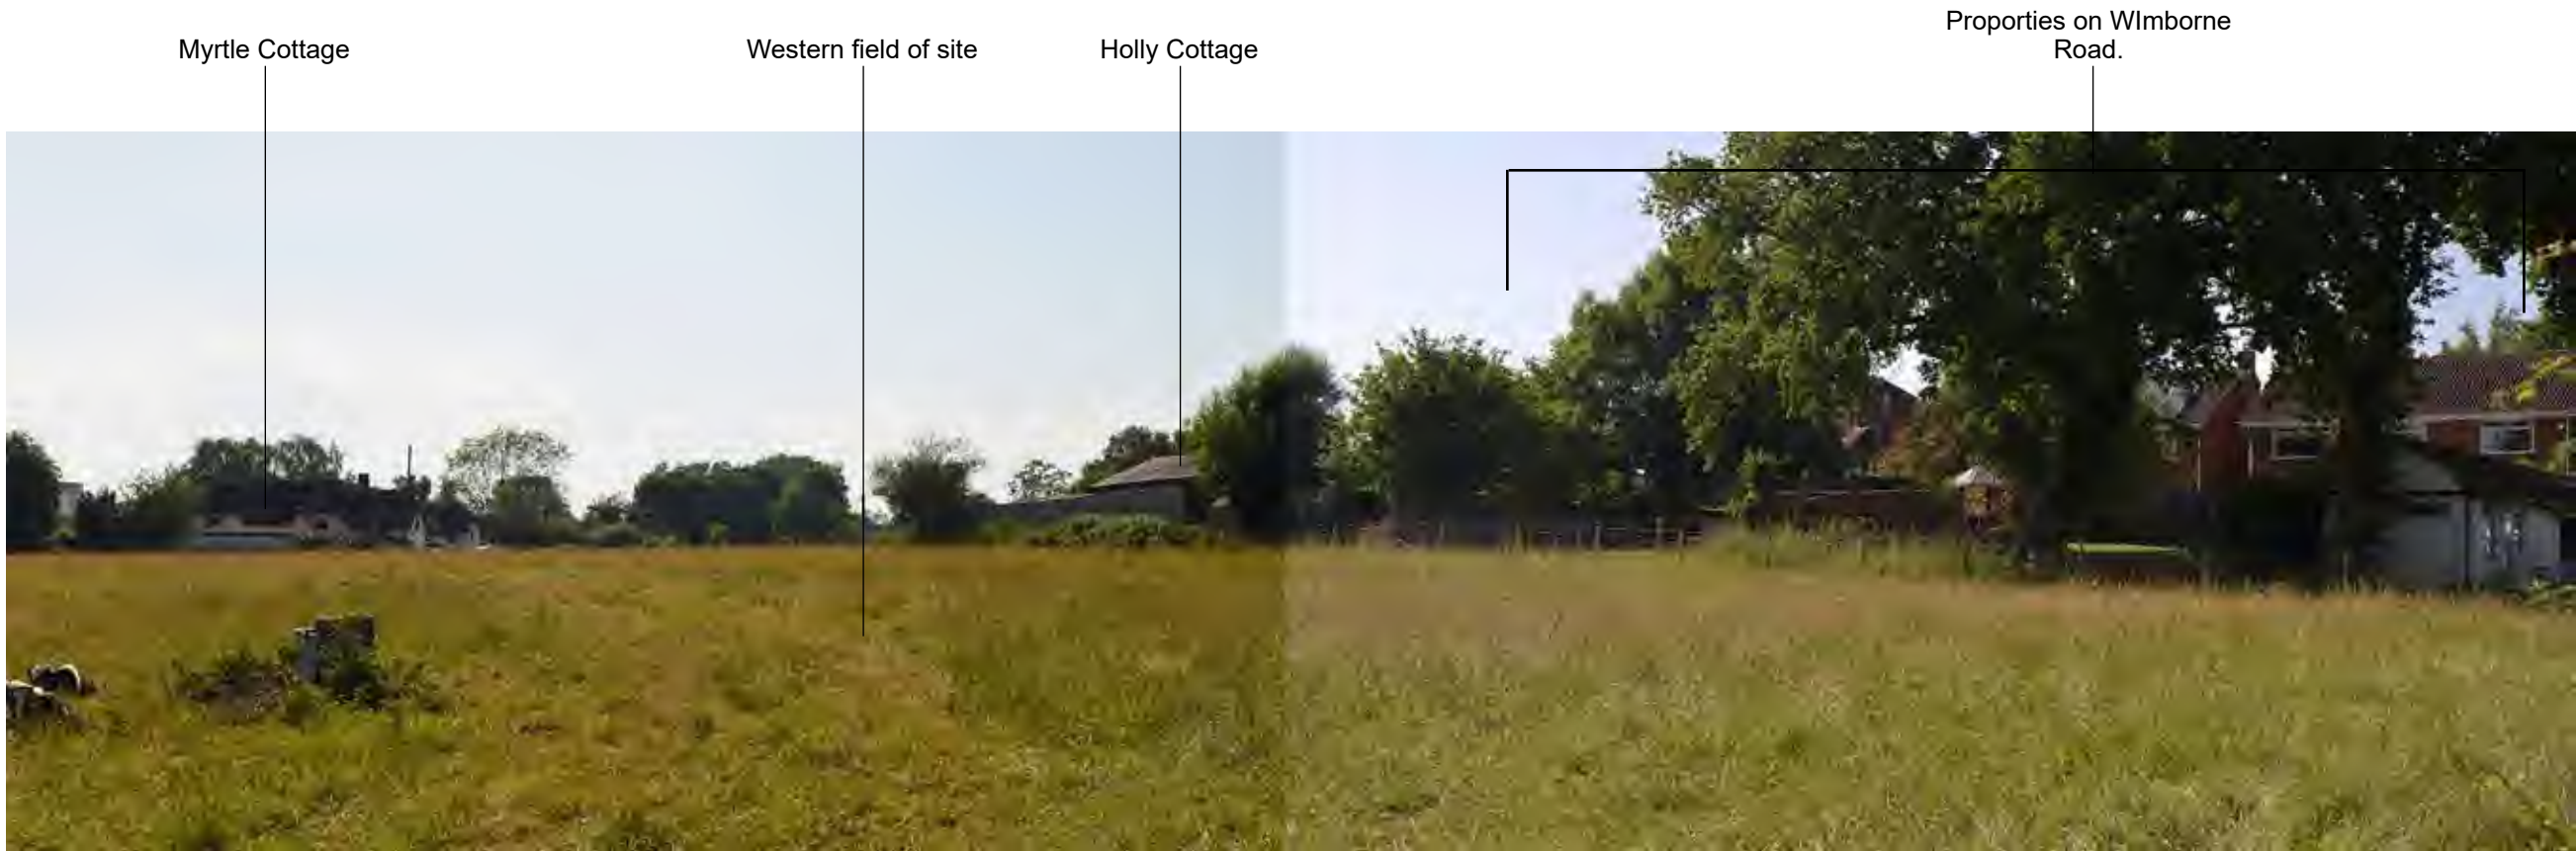 Myrtle Cottage
Western field of site
Holly Cottage
Proporties on WImborne
Road.